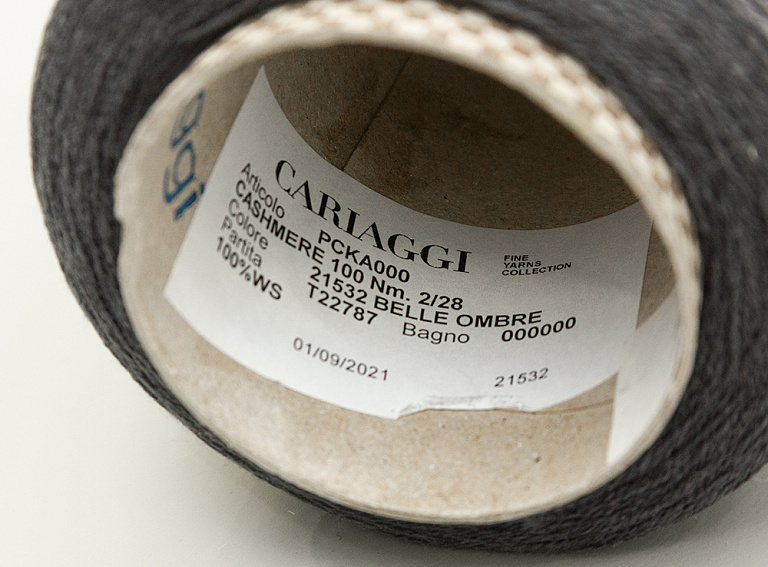 aggi
CARIAGGI
FINE
YARNS
COLLECTION
Articolo PCKA000
CASHMERE 100 Nm. 2/28
Colore 21532 BELLE OMBRE
Partita T22787 Bagno 000000
100%WS
01/09/2021 21532